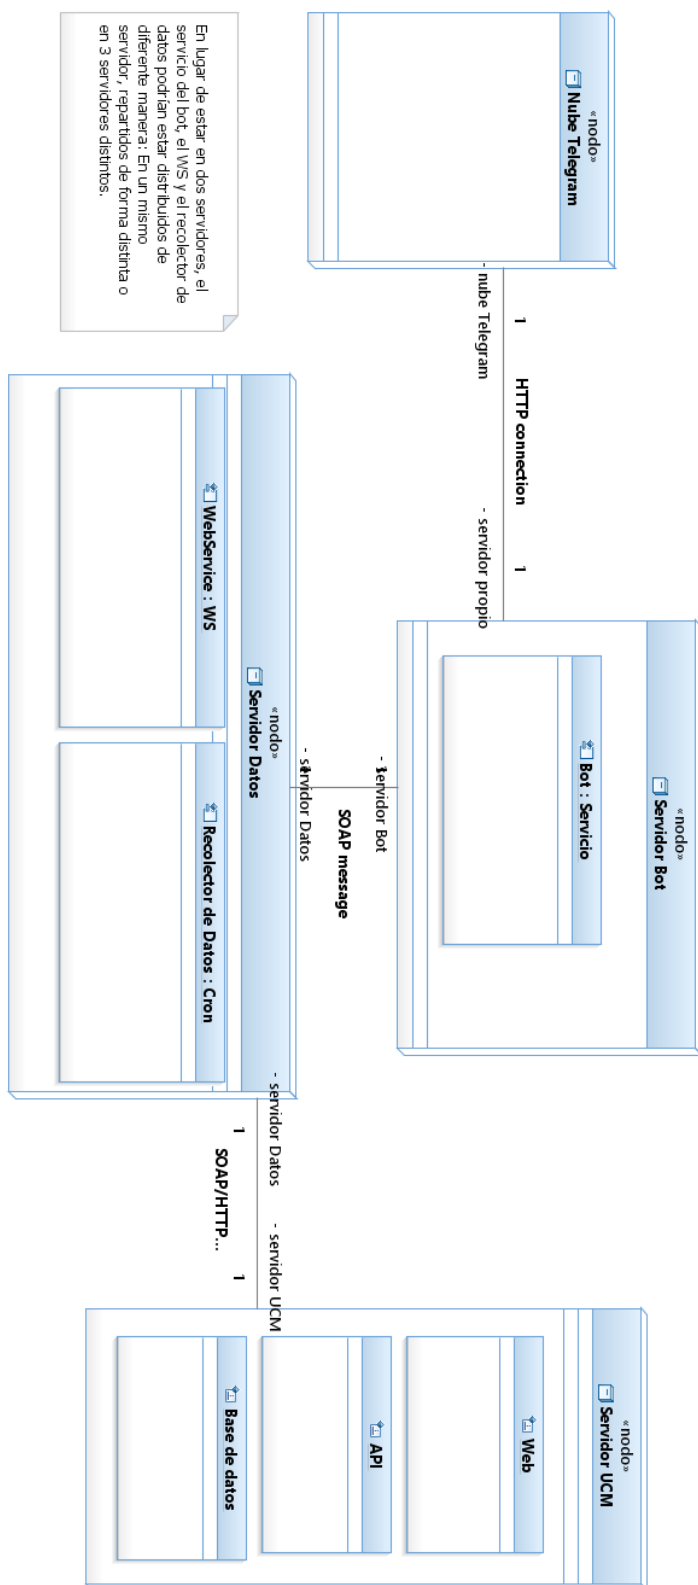 «nodo»
Nube Telegram
- nube Telegram
1
HTTP connection
1
- servidor propio
«nodo»
Servidor Bot
Bot : Servicio
- servidor Bot
1
SOAP message
- servidor Datos
1
En lugar de estar en dos servidores, el
servicio del bot, el WS y el recolector de
datos podrían estar distribuidos de
diferente manera: En un mismo
servidor, repartidos de forma distinta o
en 3 servidores distintos.
«nodo»
Servidor Datos
WebService : WS
Recolector de Datos : Cron
- servidor Datos
1
SOAP/HTTP...
- servidor UCM
1
«nodo»
Servidor UCM
Web
API
Base de datos